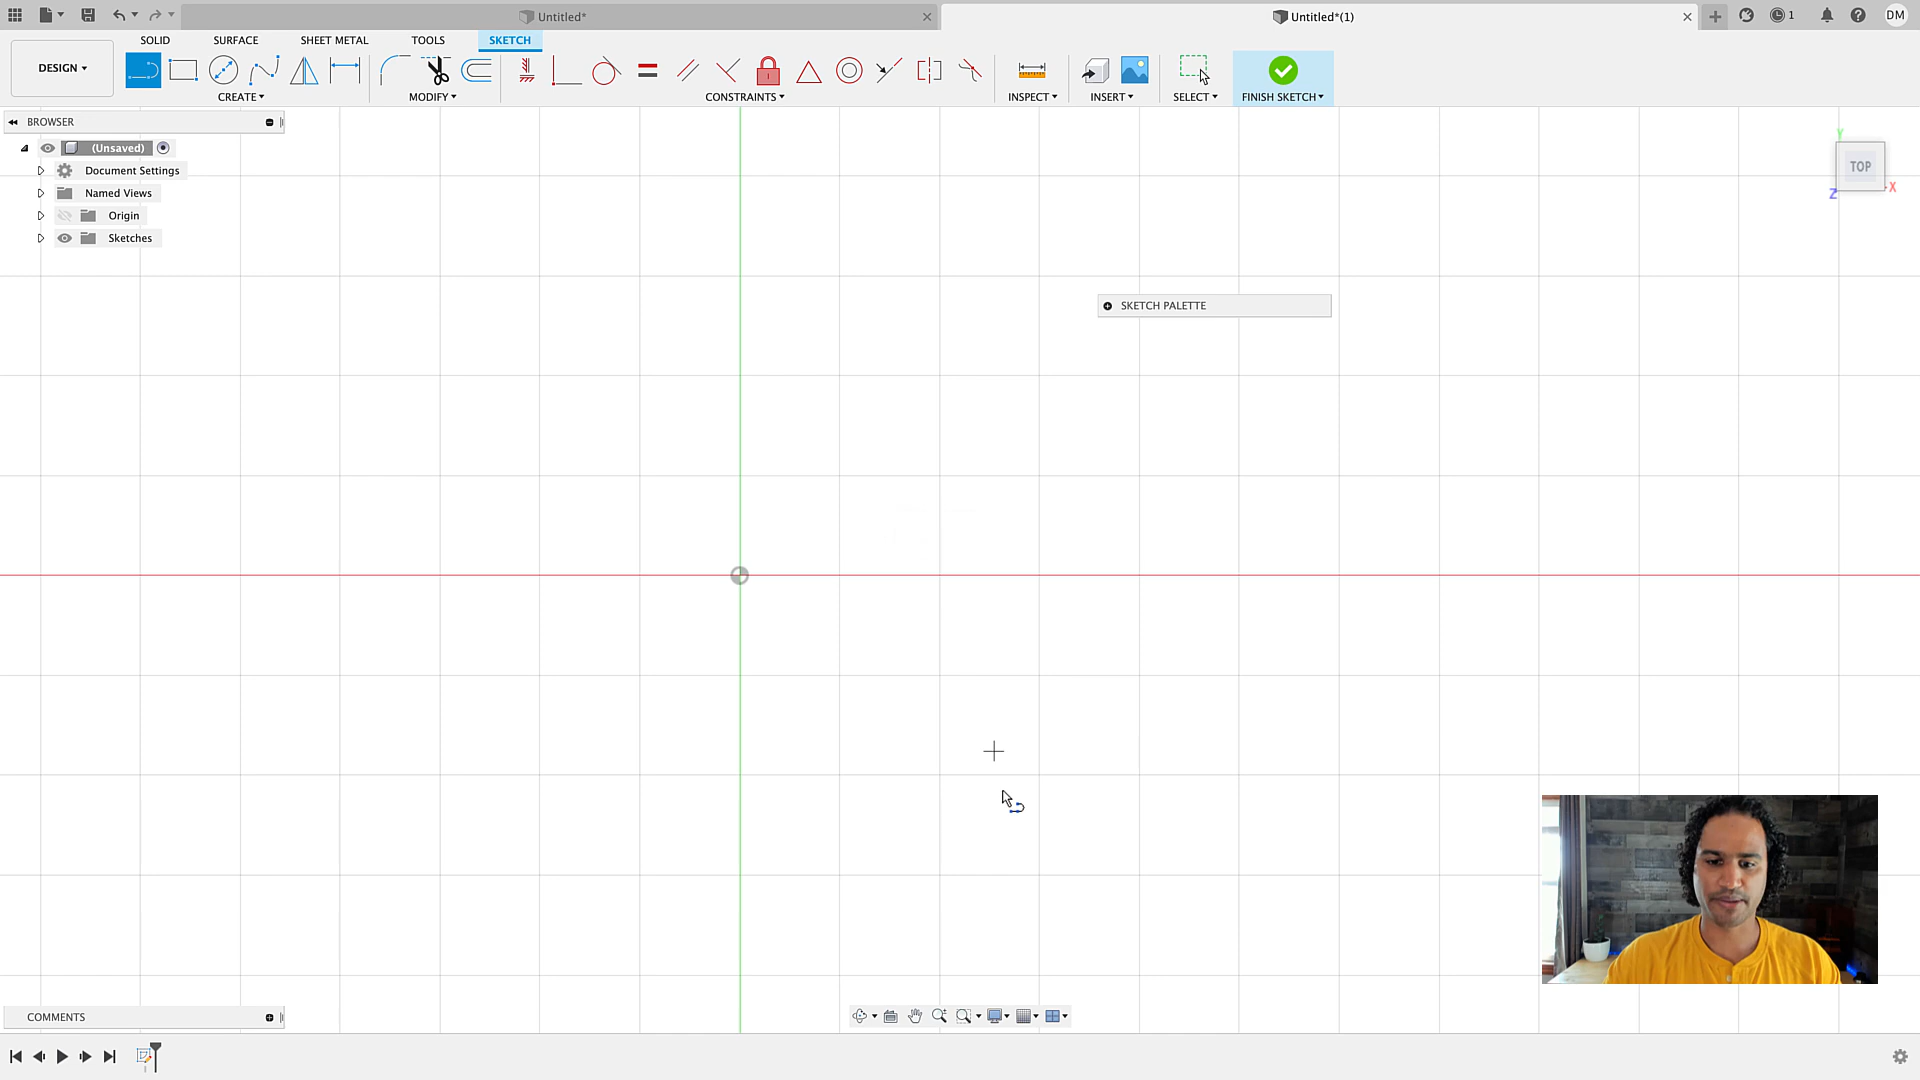 Untitled*
Untitled*(1)
1
DM
SOLID
SURFACE
SHEET METAL
TOOLS
SKETCH
DESIGN
CREATE
MODIFY
CONSTRAINTS
INSPECT
INSERT
SELECT
FINISH SKETCH
BROWSER
(Unsaved)
Document Settings
Named Views
Origin
Sketches
Y
TOP
X
Z
SKETCH PALETTE
COMMENTS